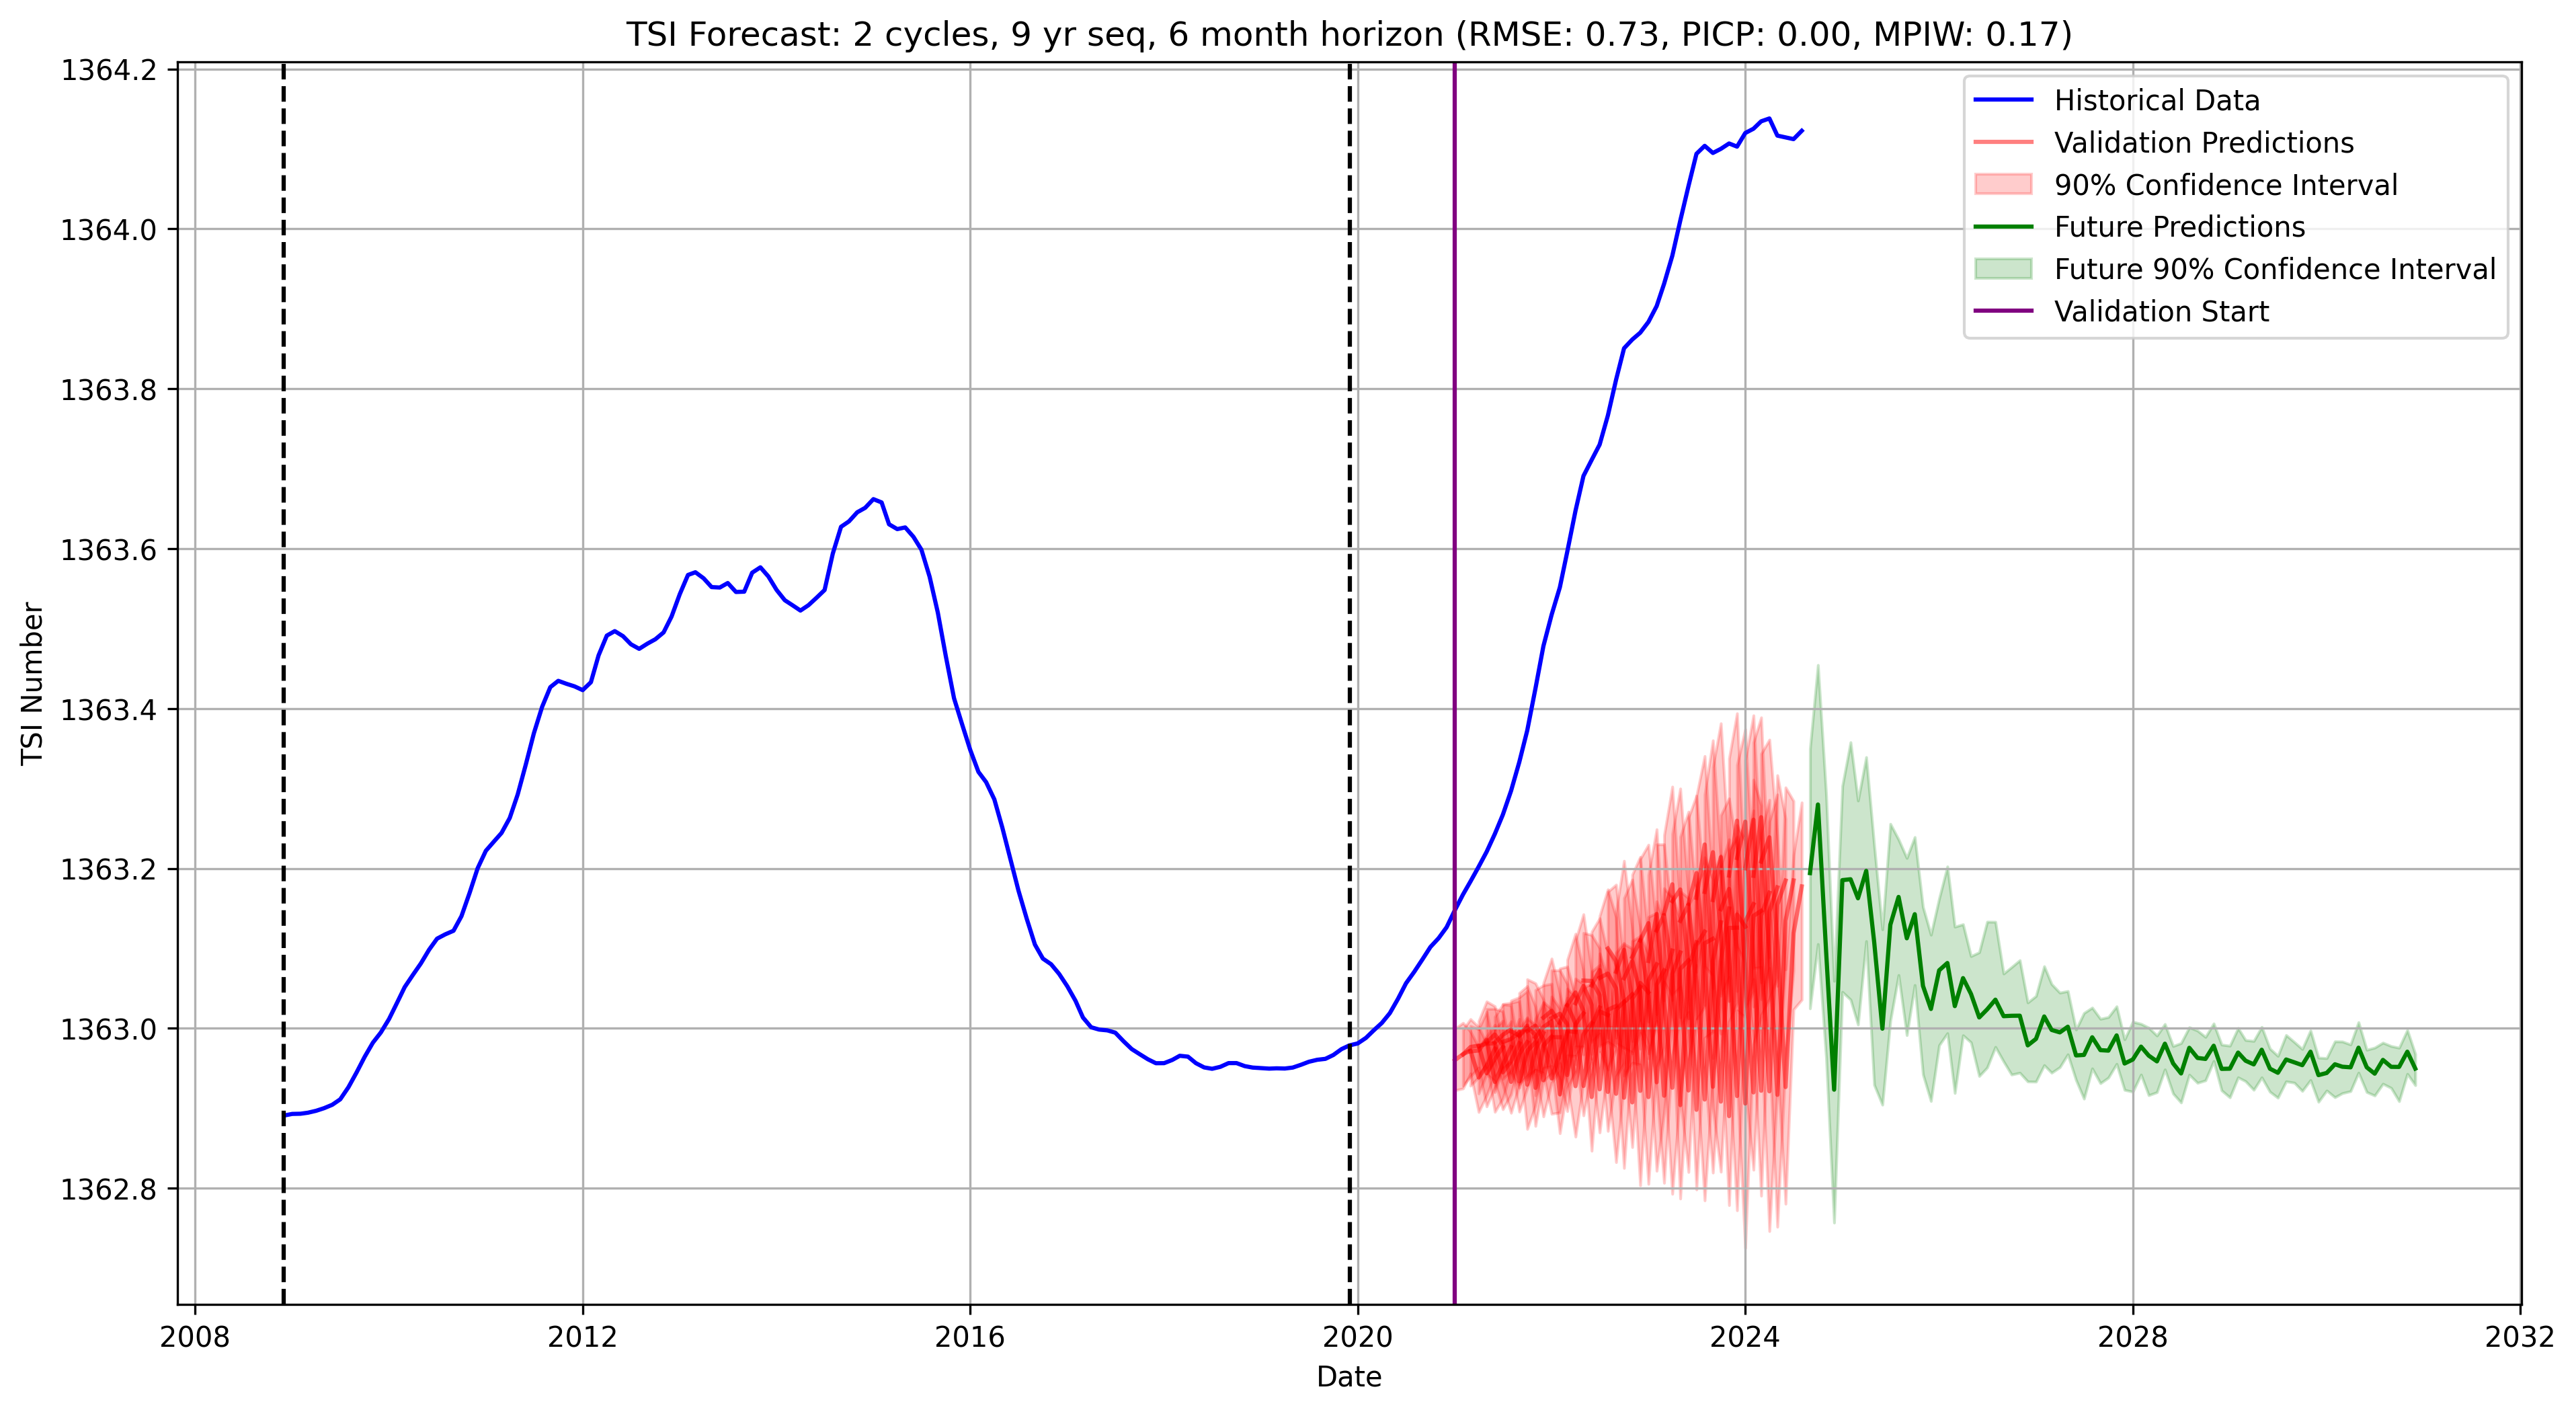 TSI Forecast: 2 cycles, 9 yr seq, 6 month horizon (RMSE: 0.73, PICP: 0.00, MPIW: 0.17)
1364.2
1364.0
1363.8
1363.6
1363.4
1363.2
1363.0
1362.8
TSI Number
Historical Data
Validation Predictions
90% Confidence Interval
Future Predictions
Future 90% Confidence Interval
Validation Start
2008
2012
2016
2020
2024
2028
2032
Date